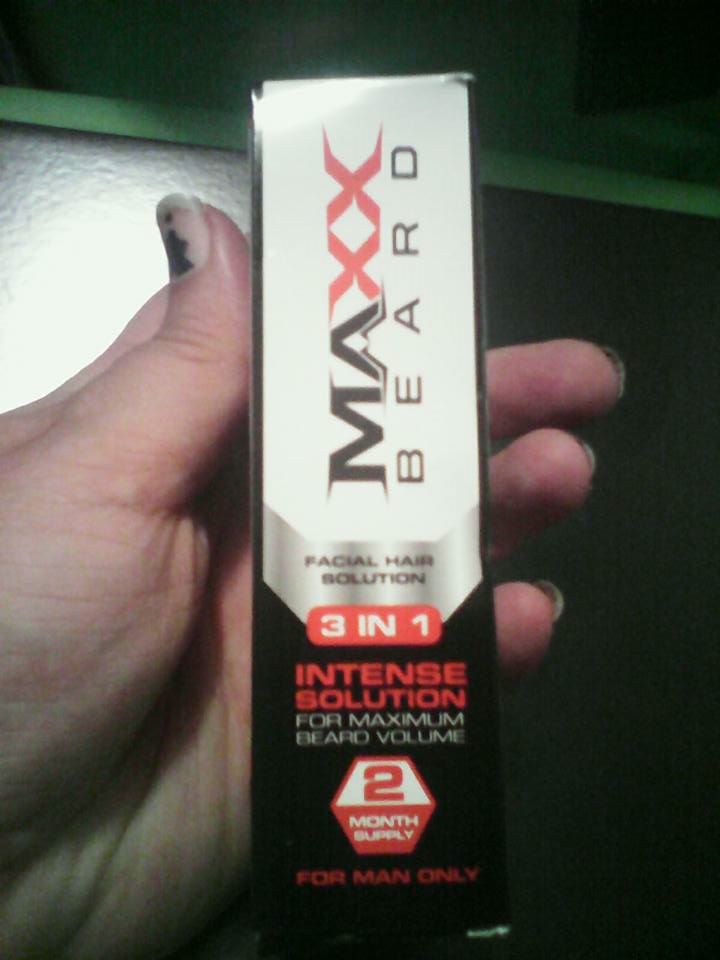 MAXX
BEARD
FACIAL HAIR
SOLUTION
3 IN 1
INTENSE
SOLUTION
FOR MAXIMUM
BEARD VOLUME
2
MONTH
SUPPLY
FOR MAN ONLY